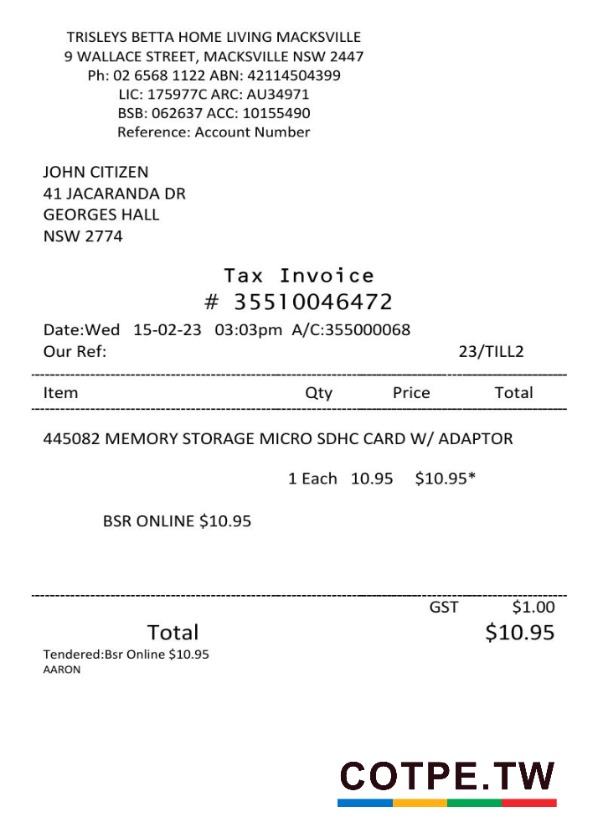 TRISLEYS BETTA HOME LIVING MACKSVILLE
9 WALLACE STREET, MACKSVILLE NSW 2447
Ph: 02 6568 1122 ABN: 42114504399
LIC: 175977C ARC: AU34971
BSB: 062637 ACC: 10155490
Reference: Account Number
JOHN CITIZEN
41 JACARANDA DR
GEORGES HALL
NSW 2774
Tax Invoice
# 35510046472
Date:Wed 15-02-23 03:03pm A/C:355000068
Our Ref: 23/TILL2
Item Qty Price Total
445082 MEMORY STORAGE MICRO SDHC CARD W/ ADAPTOR
1 Each 10.95 $10.95*
BSR ONLINE $10.95
GST $1.00
Total $10.95
Tendered:Bsr Online $10.95
AARON
COTPE.TW